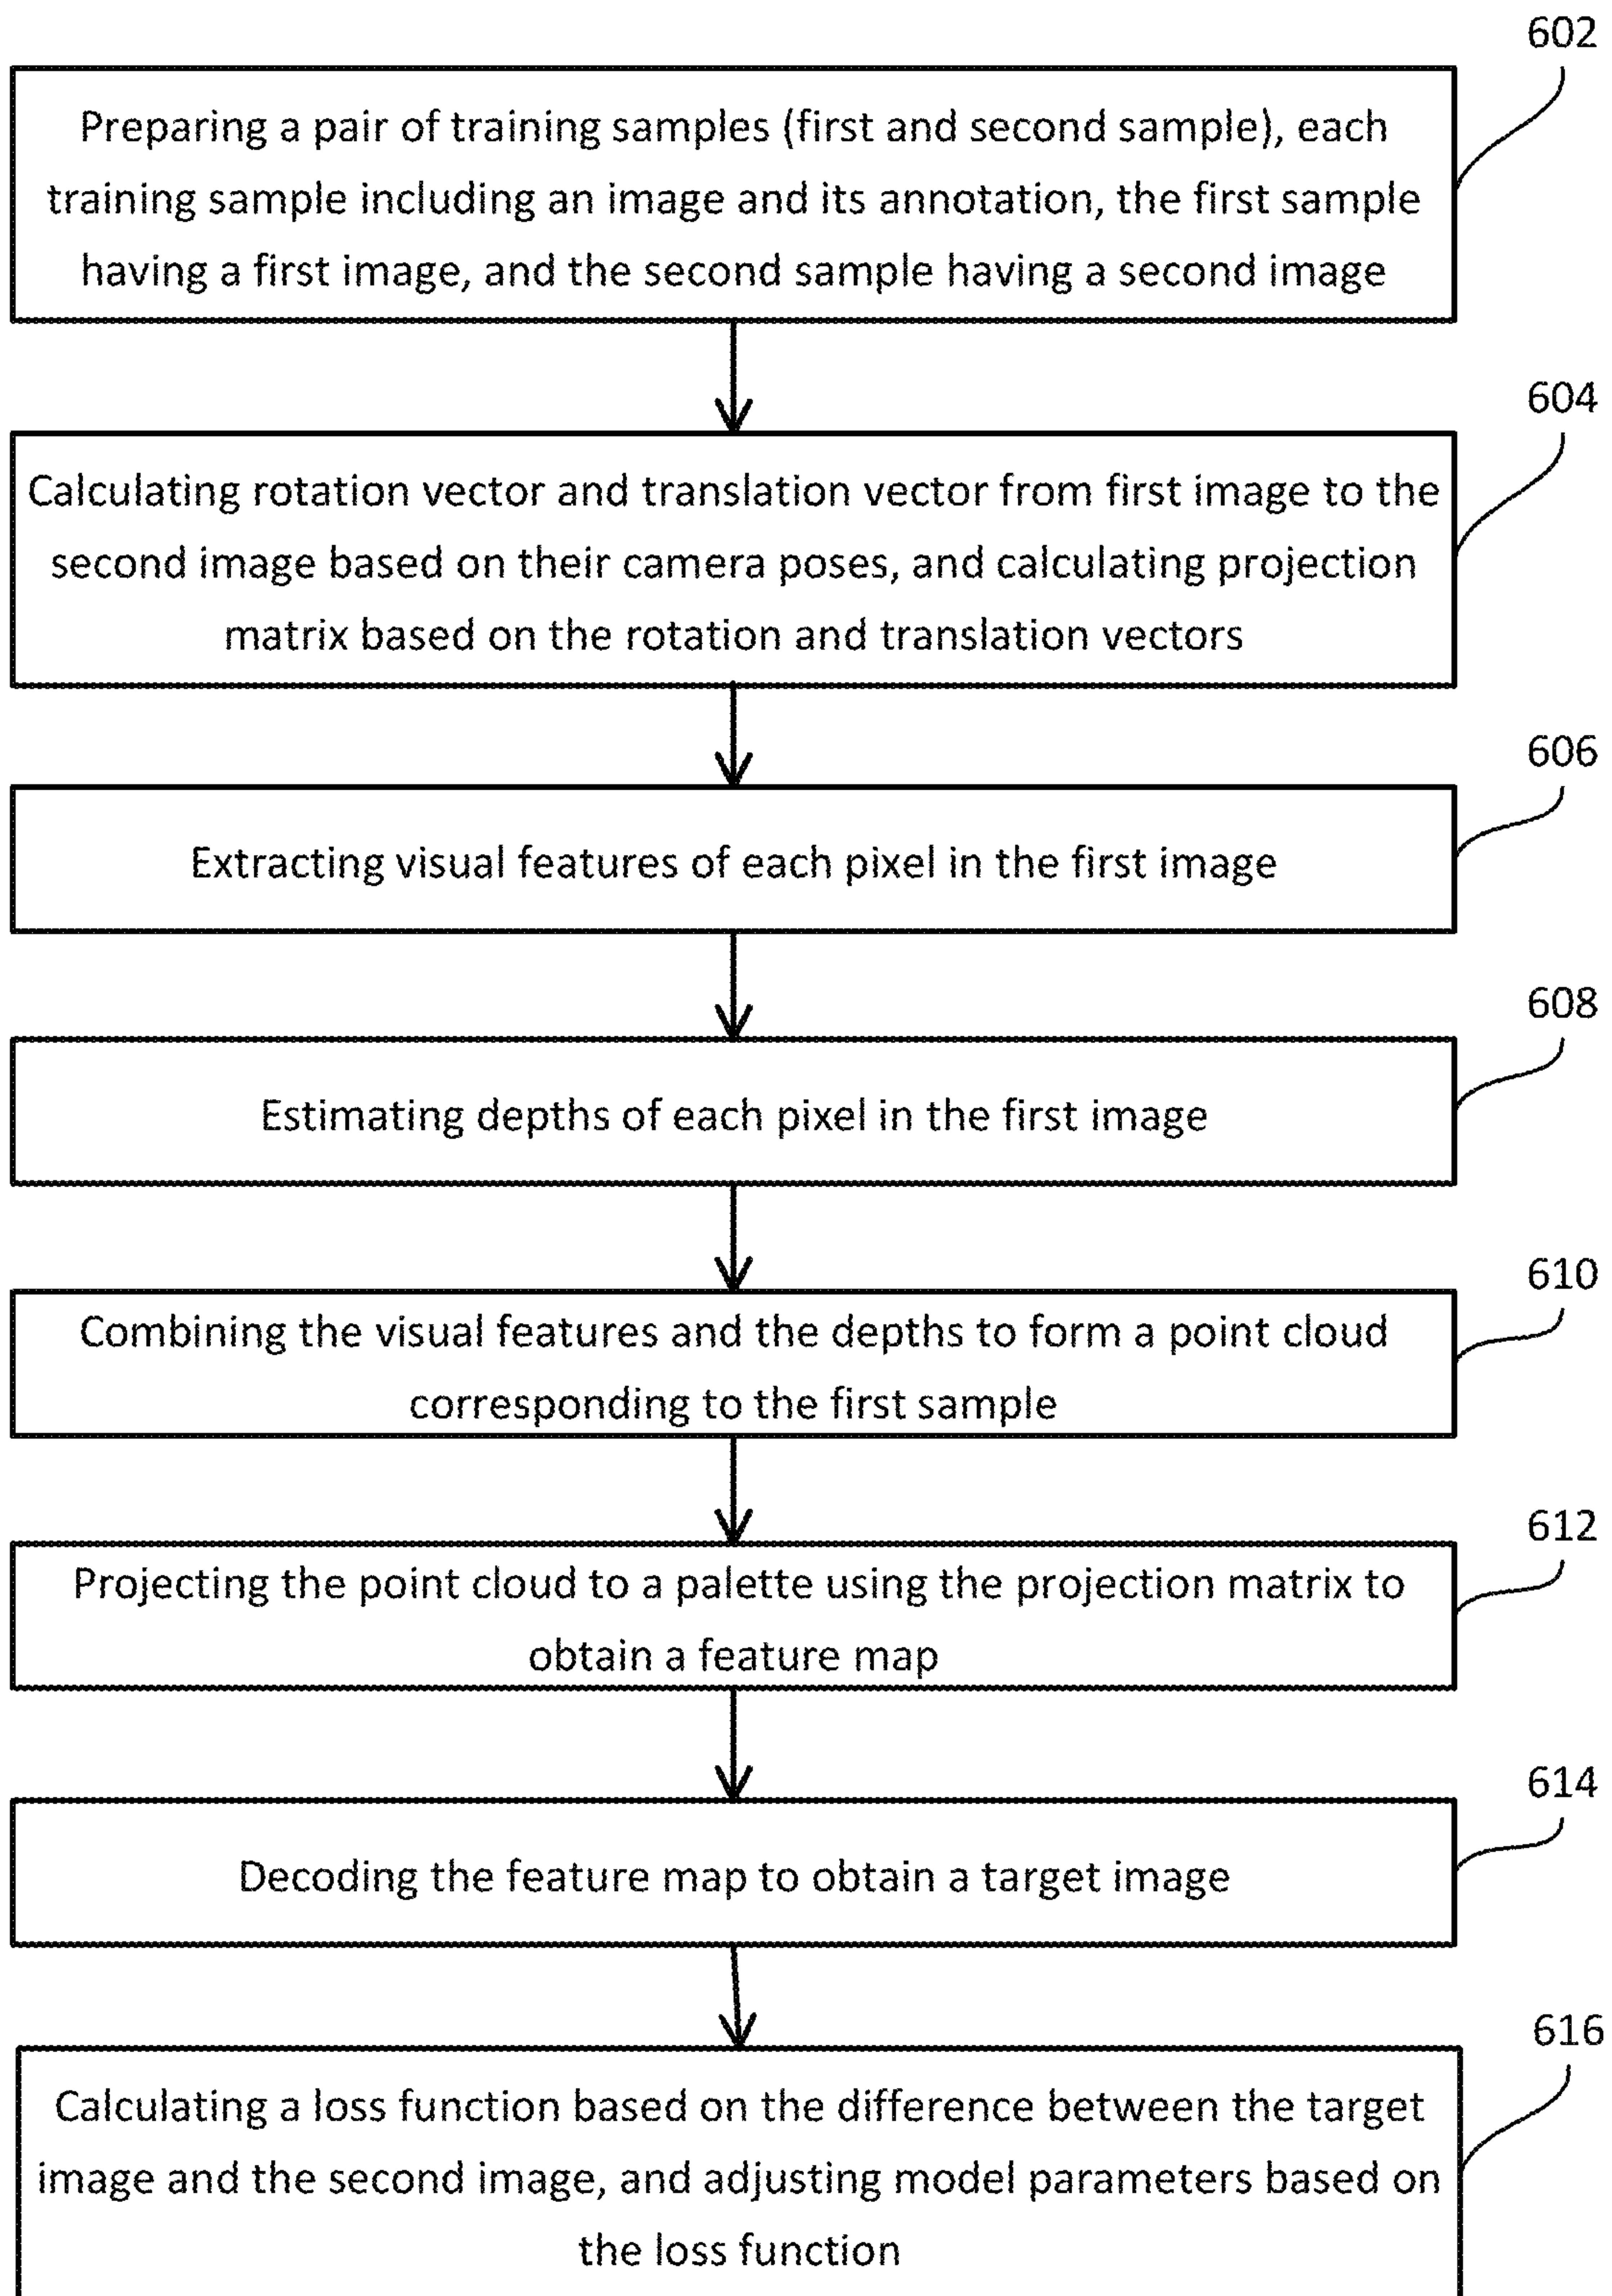 602
Preparing a pair of training samples (first and second sample), each
training sample including an image and its annotation, the first sample
having a first image, and the second sample having a second image
604
Calculating rotation vector and translation vector from first image to the
second image based on their camera poses, and calculating projection
matrix based on the rotation and translation vectors
606
Extracting visual features of each pixel in the first image
608
Estimating depths of each pixel in the first image
610
Combining the visual features and the depths to form a point cloud
corresponding to the first sample
612
Projecting the point cloud to a palette using the projection matrix to
obtain a feature map
614
Decoding the feature map to obtain a target image
616
Calculating a loss function based on the difference between the target
image and the second image, and adjusting model parameters based on
the loss function